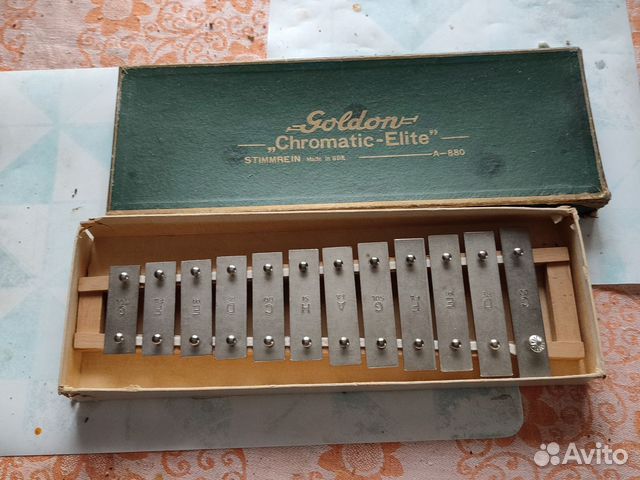 Goldon
„Chromatic-Elite"
STIMMREIN Made in GDR A-880
D
C
H
A
G
Avito